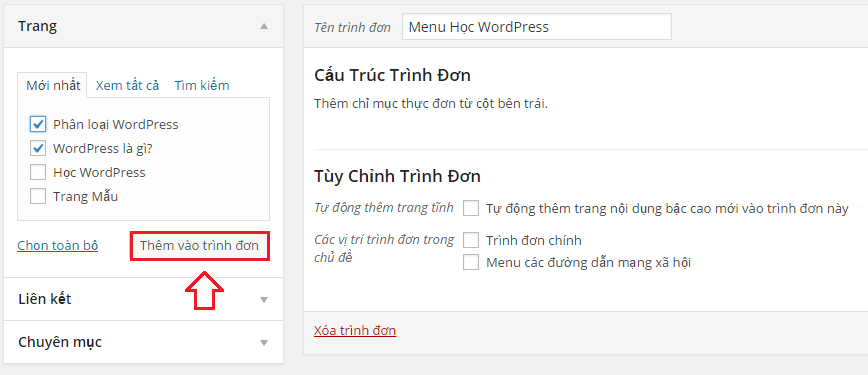 Trang
Mới nhất
Xem tất cả
Tìm kiếm
Phân loại WordPress
WordPress là gì?
Học WordPress
Trang Mẫu
Chọn toàn bộ
Thêm vào trình đơn
Liên kết
Chuyên mục
Tên trình đơn
Menu Học WordPress
Cấu Trúc Trình Đơn
Thêm chỉ mục thực đơn từ cột bên trái.
Tùy Chỉnh Trình Đơn
Tự động thêm trang tĩnh
Tự động thêm trang nội dụng bậc cao mới vào trình đơn này
Các vị trí trình đơn trong
chủ đề
Trình đơn chính
Menu các đường dẫn mạng xã hội
Xóa trình đơn